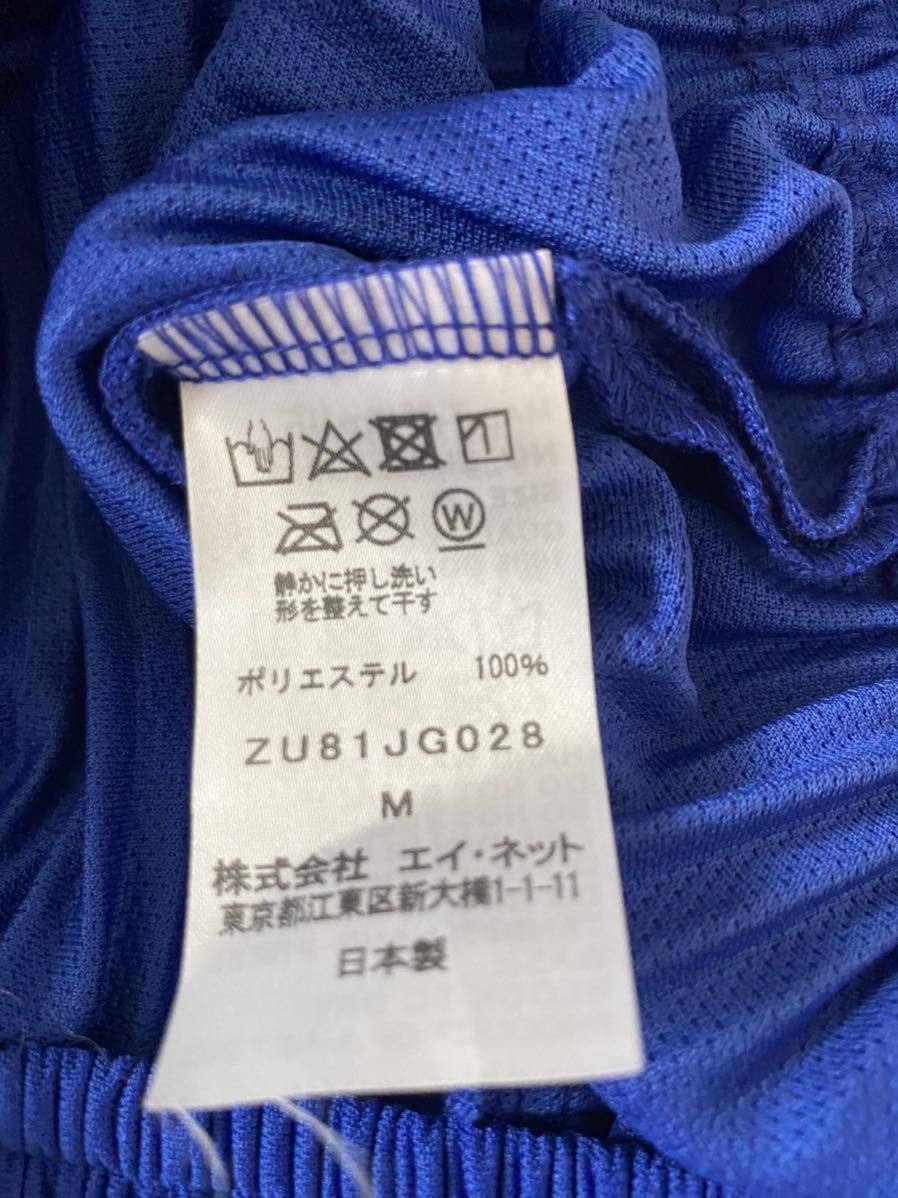 W
静かに押し洗い
形を整えて干す
ポリエステル 100%
ZU81JG028
M
株式会社 エイ・ネット
東京都江東区新大橋1-1-11
日本製